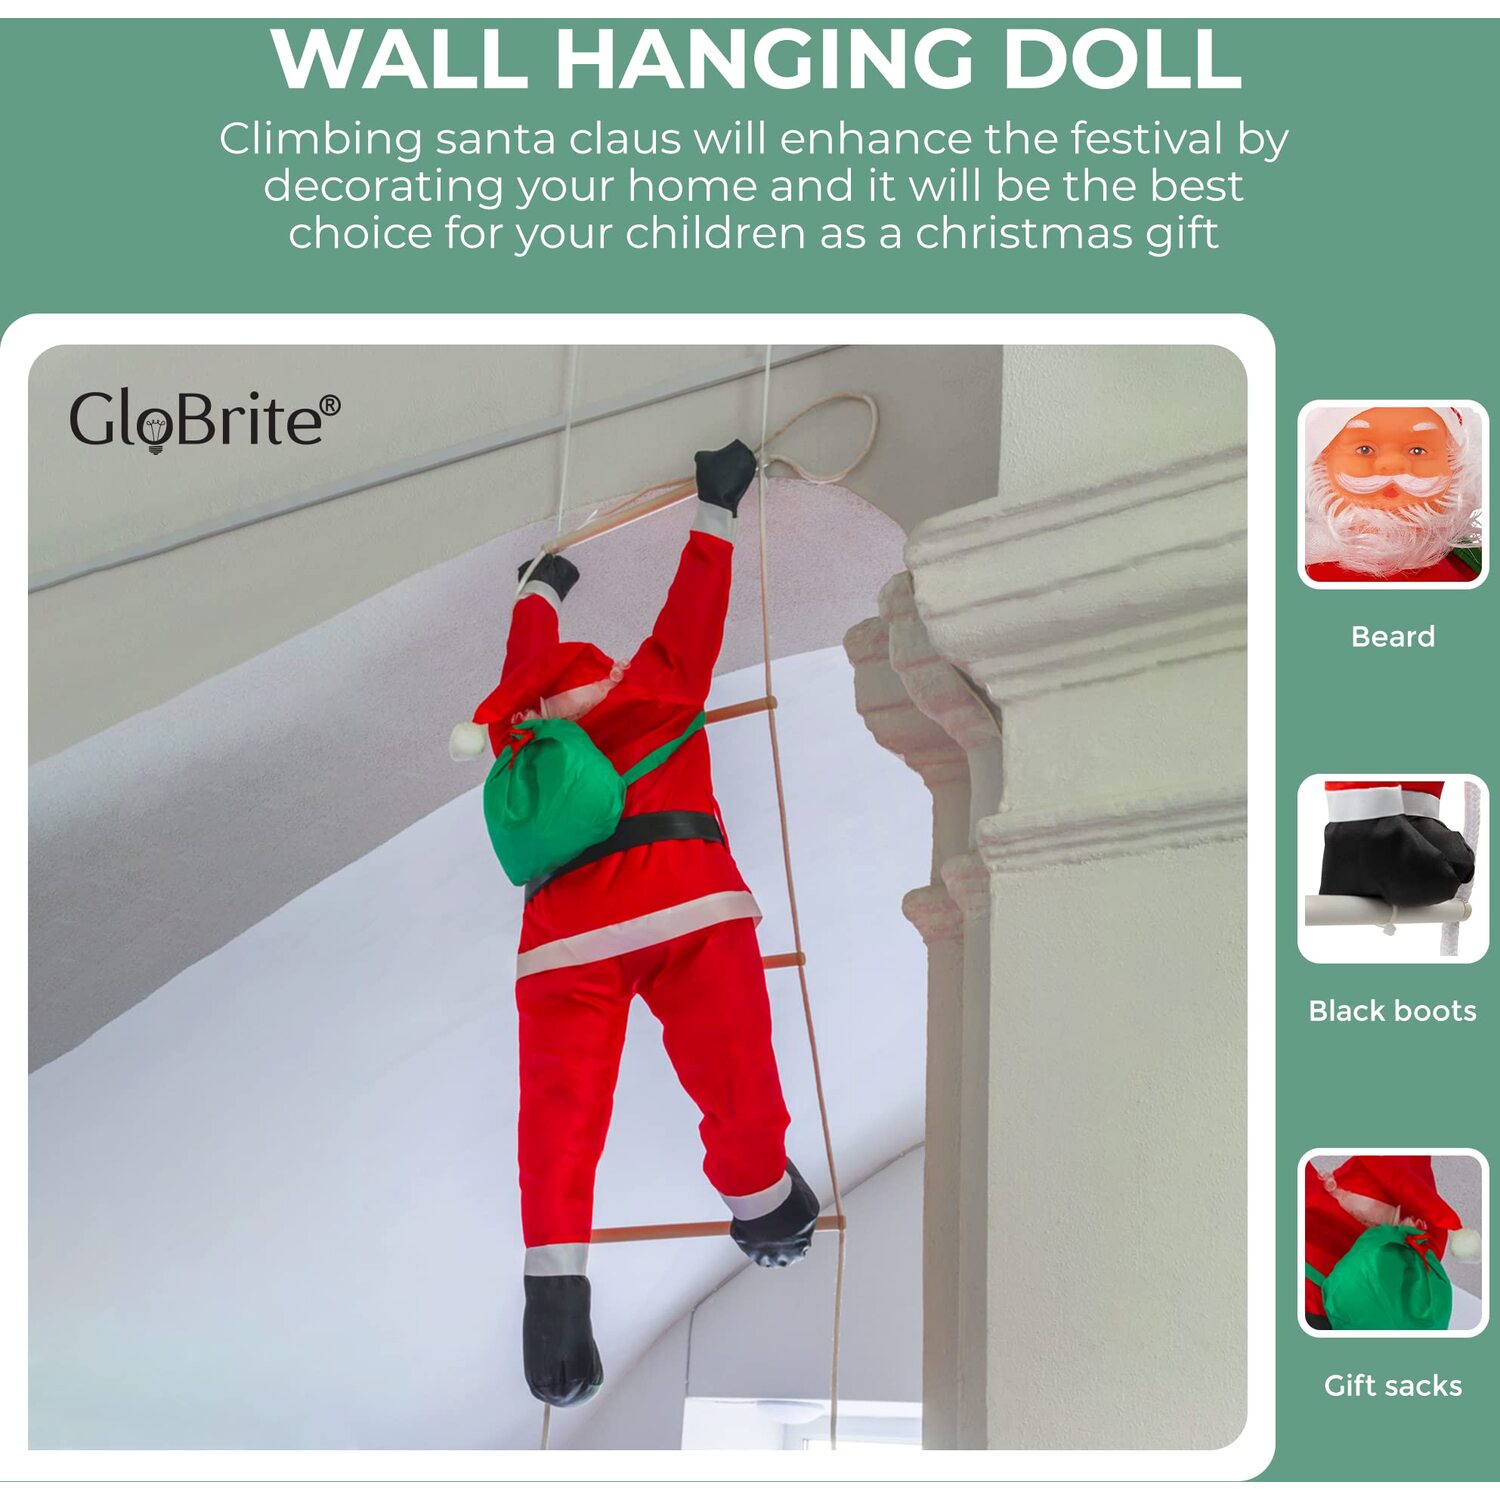 WALL HANGING DOLL
Climbing santa claus will enhance the festival by
decorating your home and it will be the best
choice for your children as a christmas gift
GloBrite®
Beard
Black boots
Gift sacks